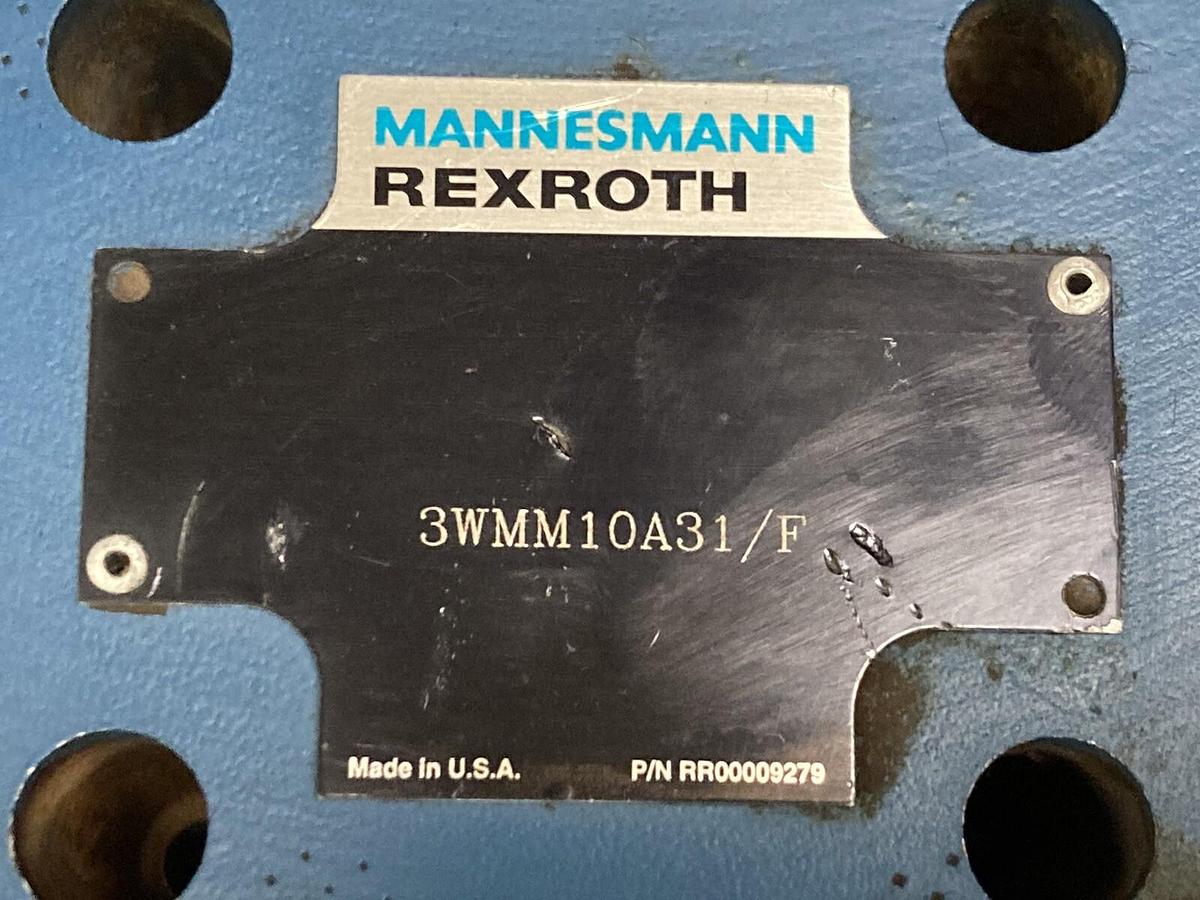 MANNESMANN
REXROTH
3WMM10A31/F
Made in U.S.A. P/N RR00009279